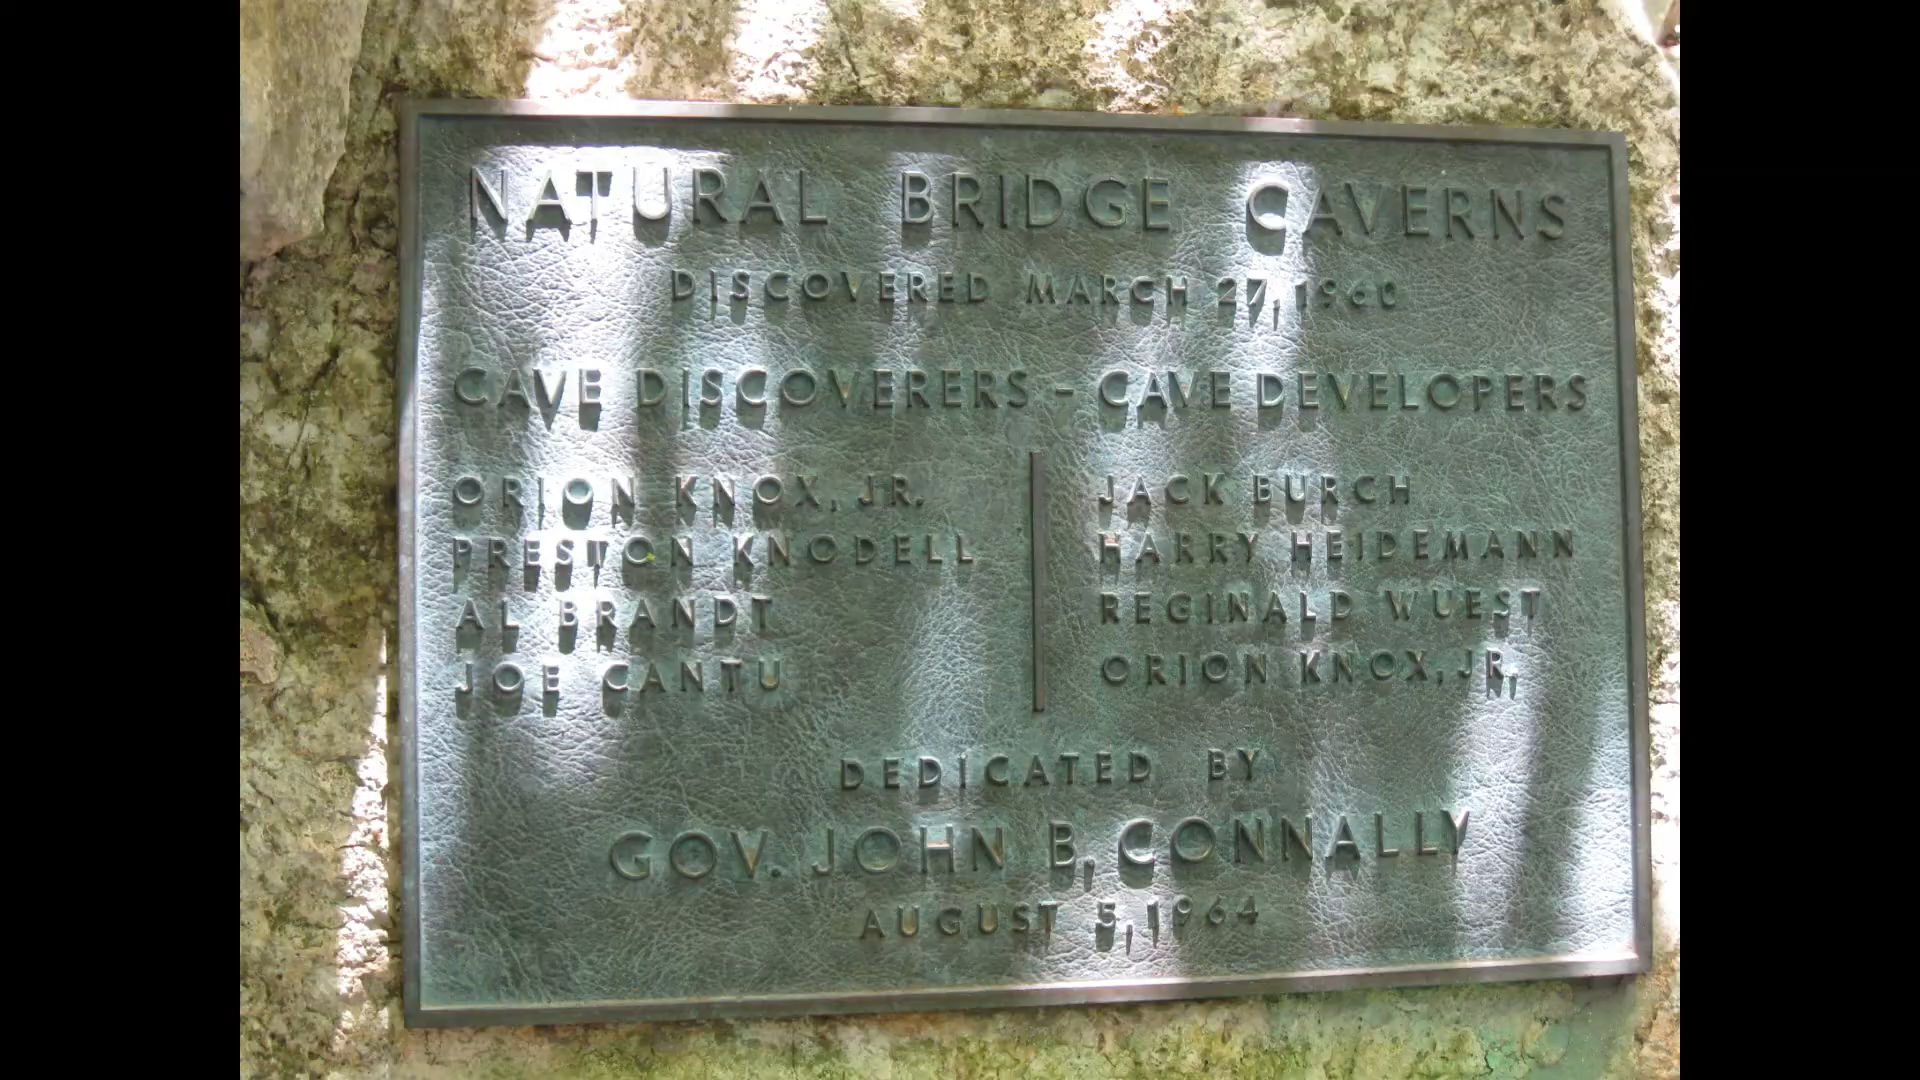 NATURAL BRIDGE CAVERNS
DISCOVERED MARCH 27, 1960
CAVE DISCOVERERS - CAVE DEVELOPERS
ORION KNOX, JR.
PRESTON KNODELL
AL BRANDT
JOE CANTU
JACK BURCH
HARRY HEIDEMANN
REGINALD WUEST
ORION KNOX, JR.
DEDICATED BY
GOV. JOHN B. CONNALLY
AUGUST 5, 1964